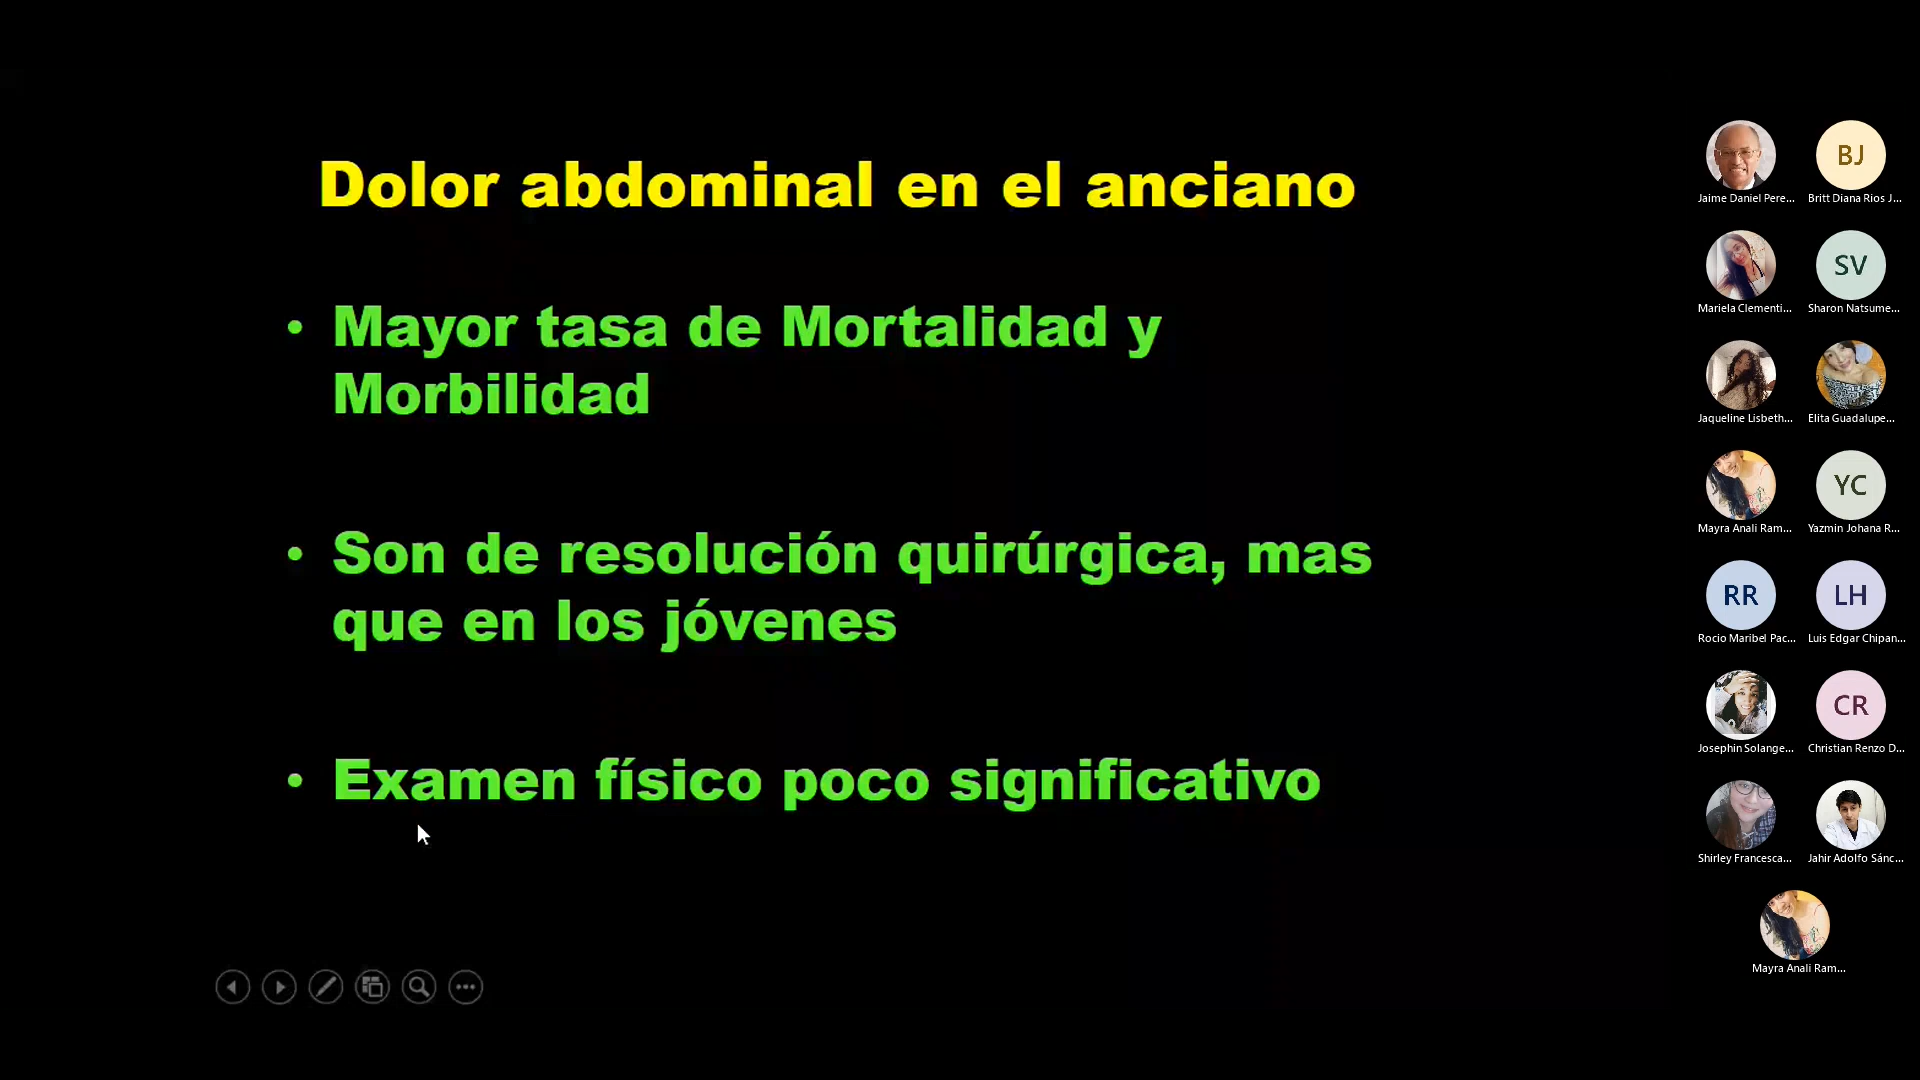 Dolor abdominal en el anciano
• Mayor tasa de Mortalidad y
Morbilidad
• Son de resolución quirúrgica, mas
que en los jóvenes
• Examen físico poco significativo
Jaime Daniel Pere...
BJ
Britt Diana Rios J...
Mariela Clementi...
SV
Sharon Natsume...
Jaqueline Lisbeth...
Elita Guadalupe...
Mayra Anali Ram...
YC
Yazmin Johana R...
RR
Rocio Maribel Pac...
LH
Luis Edgar Chipan...
Josephin Solange...
CR
Christian Renzo D...
Shirley Francesca...
Jahir Adolfo Sánc...
Mayra Anali Ram...